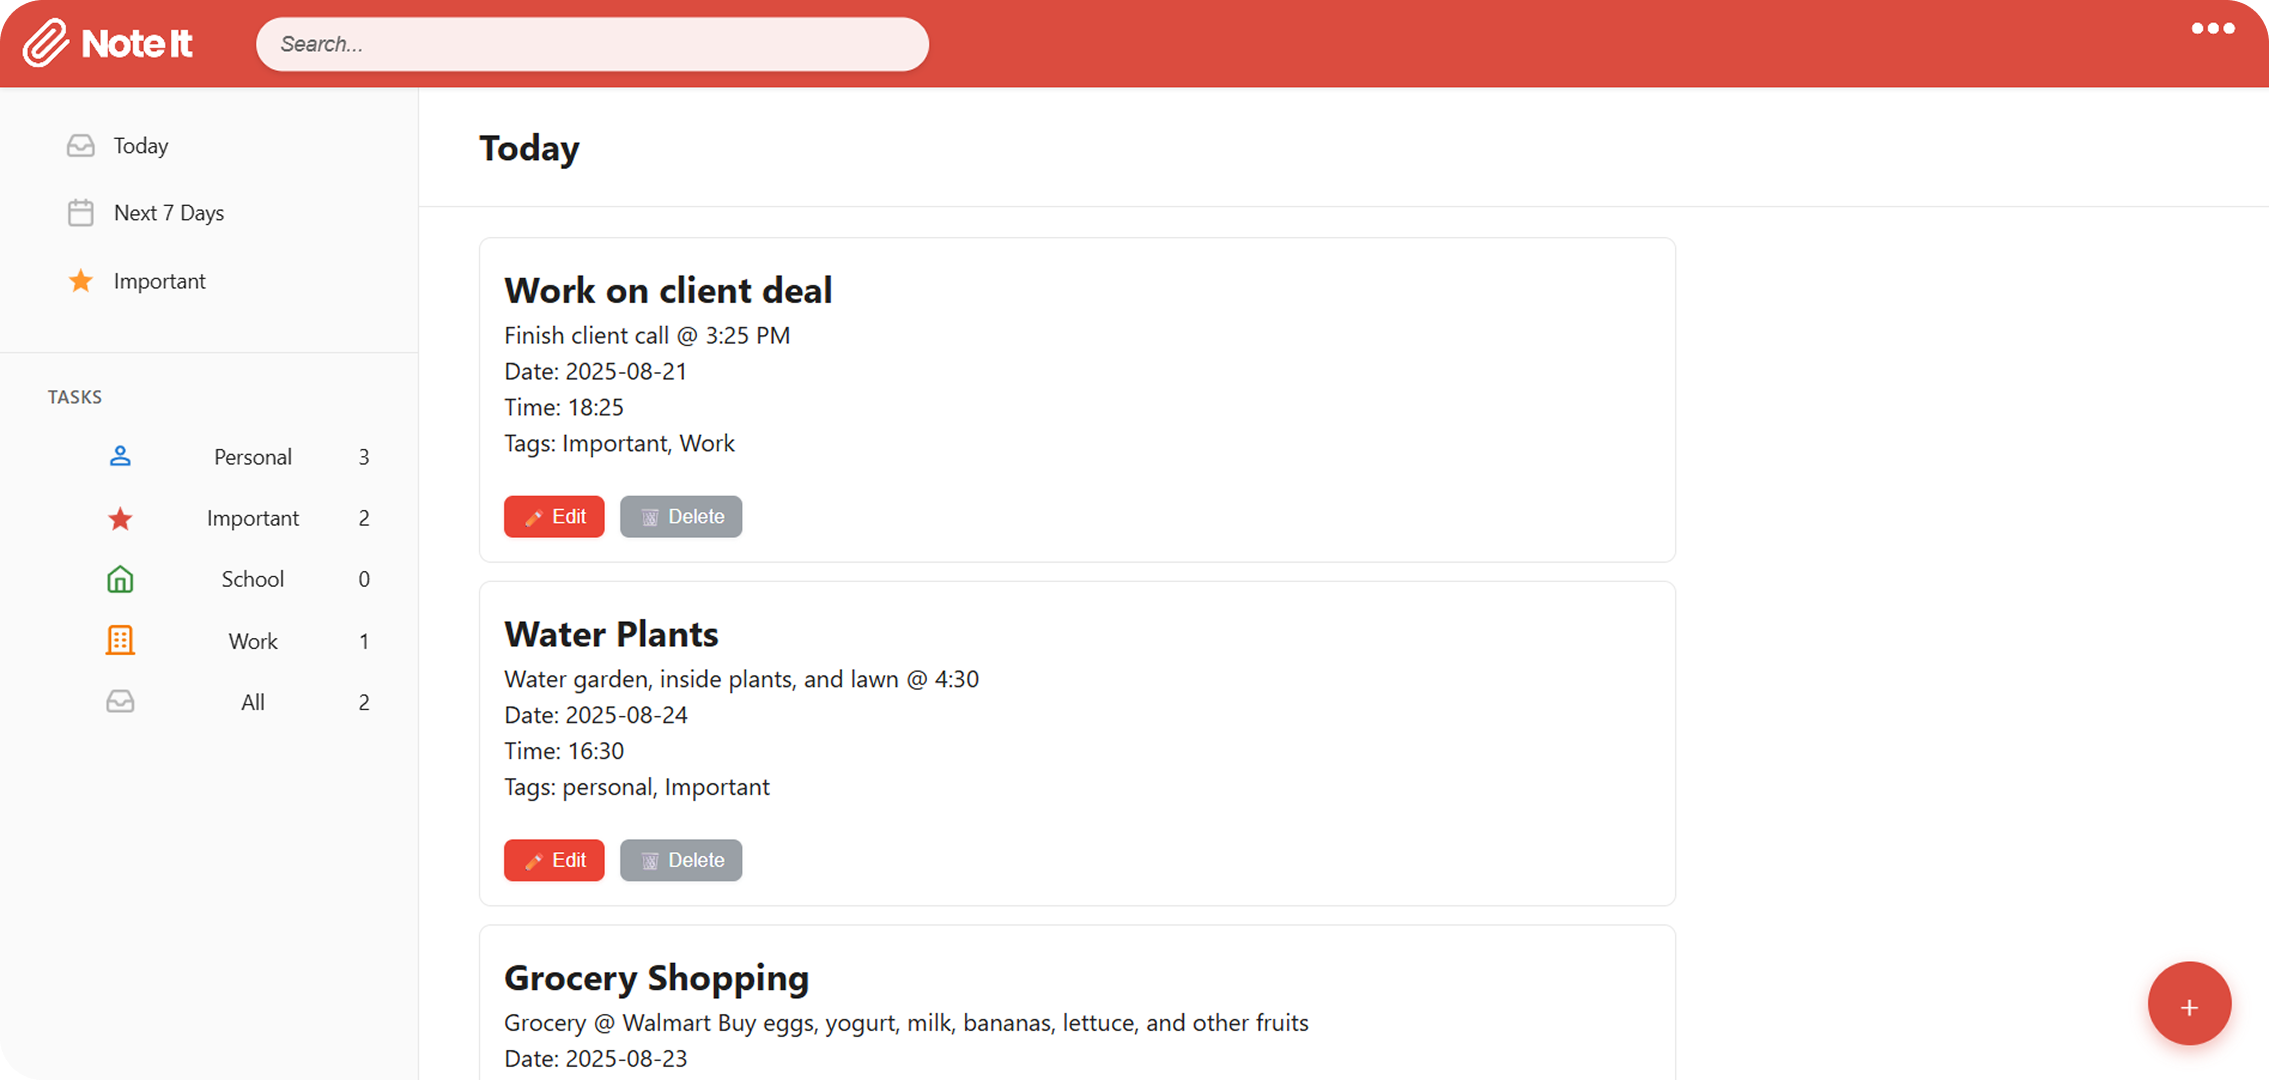 Note It
Search...
Today
Next 7 Days
Important
TASKS
Personal 3
Important 2
School 0
Work 1
All 2
Today
Work on client deal
Finish client call @ 3:25 PM
Date: 2025-08-21
Time: 18:25
Tags: Important, Work
Edit Delete
Water Plants
Water garden, inside plants, and lawn @ 4:30
Date: 2025-08-24
Time: 16:30
Tags: personal, Important
Edit Delete
Grocery Shopping
Grocery @ Walmart Buy eggs, yogurt, milk, bananas, lettuce, and other fruits
Date: 2025-08-23
+